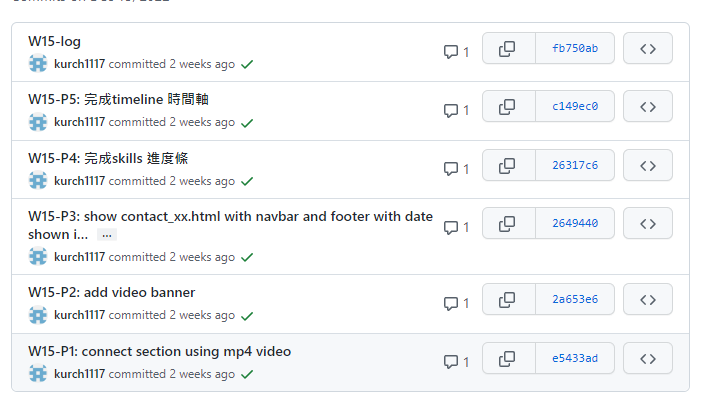 W15-log
kurch1117 committed 2 weeks ago
1
fb750ab
W15-P5: 完成timeline 時間軸
kurch1117 committed 2 weeks ago
1
c149ec0
W15-P4: 完成skills 進度條
kurch1117 committed 2 weeks ago
1
26317c6
W15-P3: show contact_xx.html with navbar and footer with date
shown i... ...
kurch1117 committed 2 weeks ago
1
2649440
W15-P2: add video banner
kurch1117 committed 2 weeks ago
1
2a653e6
W15-P1: connect section using mp4 video
kurch1117 committed 2 weeks ago
1
e5433ad